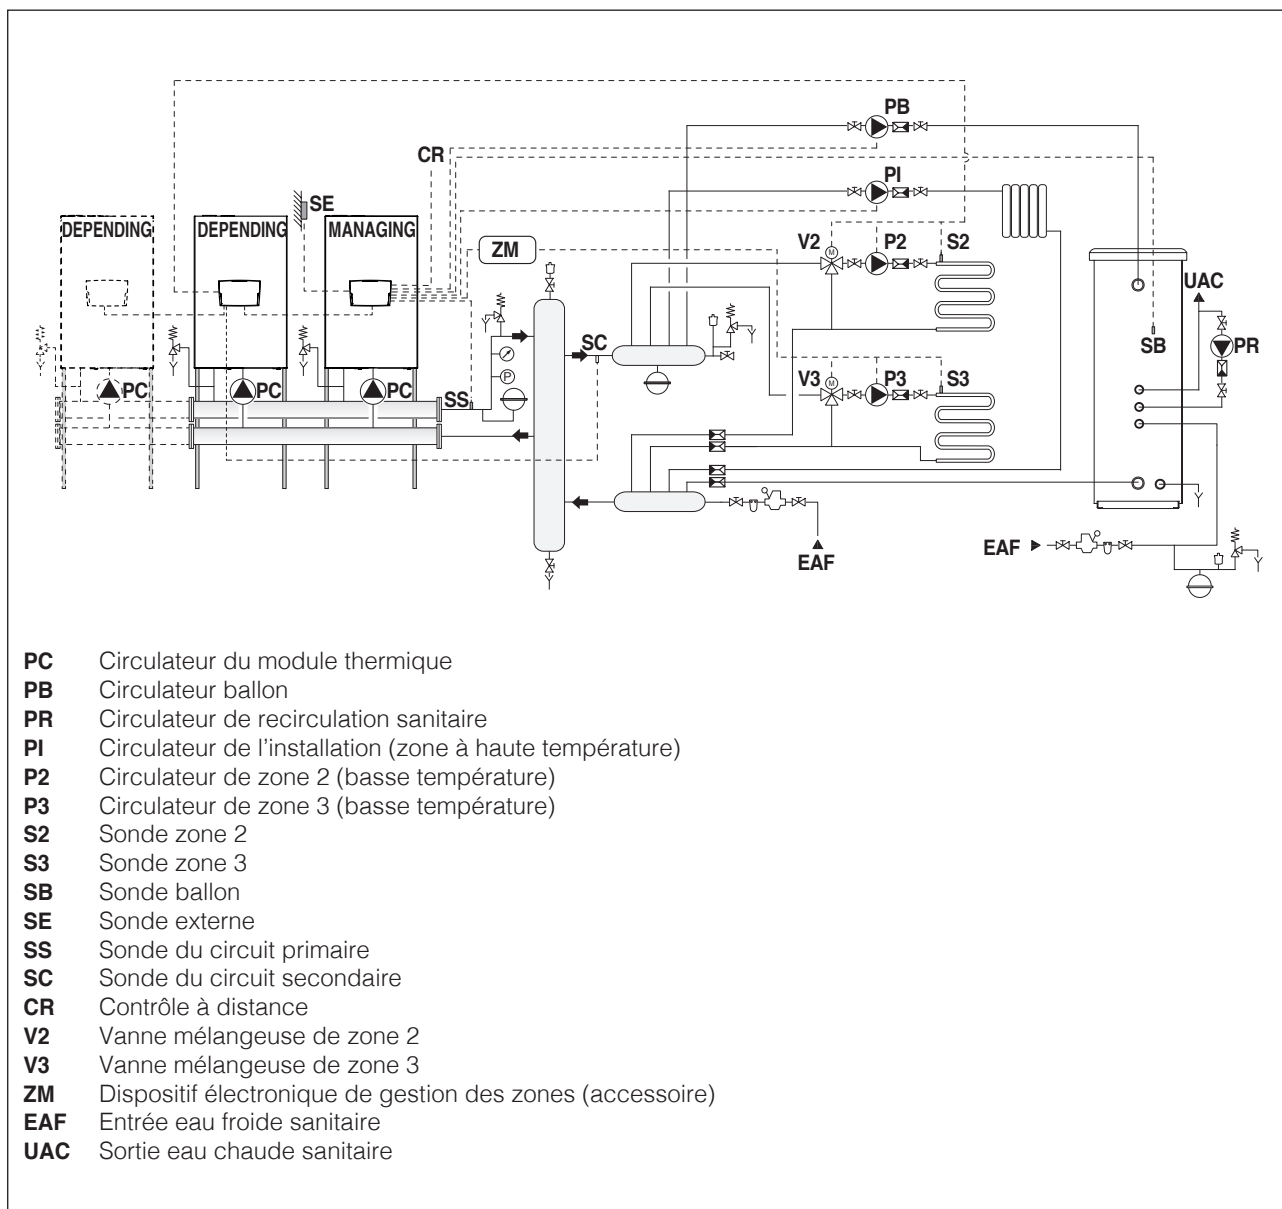 PB
CR
PI
SE
DEPENDING DEPENDING MANAGING
ZM
V2 P2 S2
M
UAC
SC
SB PR
V3 P3 S3
M
P
PC PC PC SS
EAF
EAF
PC Circulateur du module thermique
PB Circulateur ballon
PR Circulateur de recirculation sanitaire
PI Circulateur de l'installation (zone à haute température)
P2 Circulateur de zone 2 (basse température)
P3 Circulateur de zone 3 (basse température)
S2 Sonde zone 2
S3 Sonde zone 3
SB Sonde ballon
SE Sonde externe
SS Sonde du circuit primaire
SC Sonde du circuit secondaire
CR Contrôle à distance
V2 Vanne mélangeuse de zone 2
V3 Vanne mélangeuse de zone 3
ZM Dispositif électronique de gestion des zones (accessoire)
EAF Entrée eau froide sanitaire
UAC Sortie eau chaude sanitaire